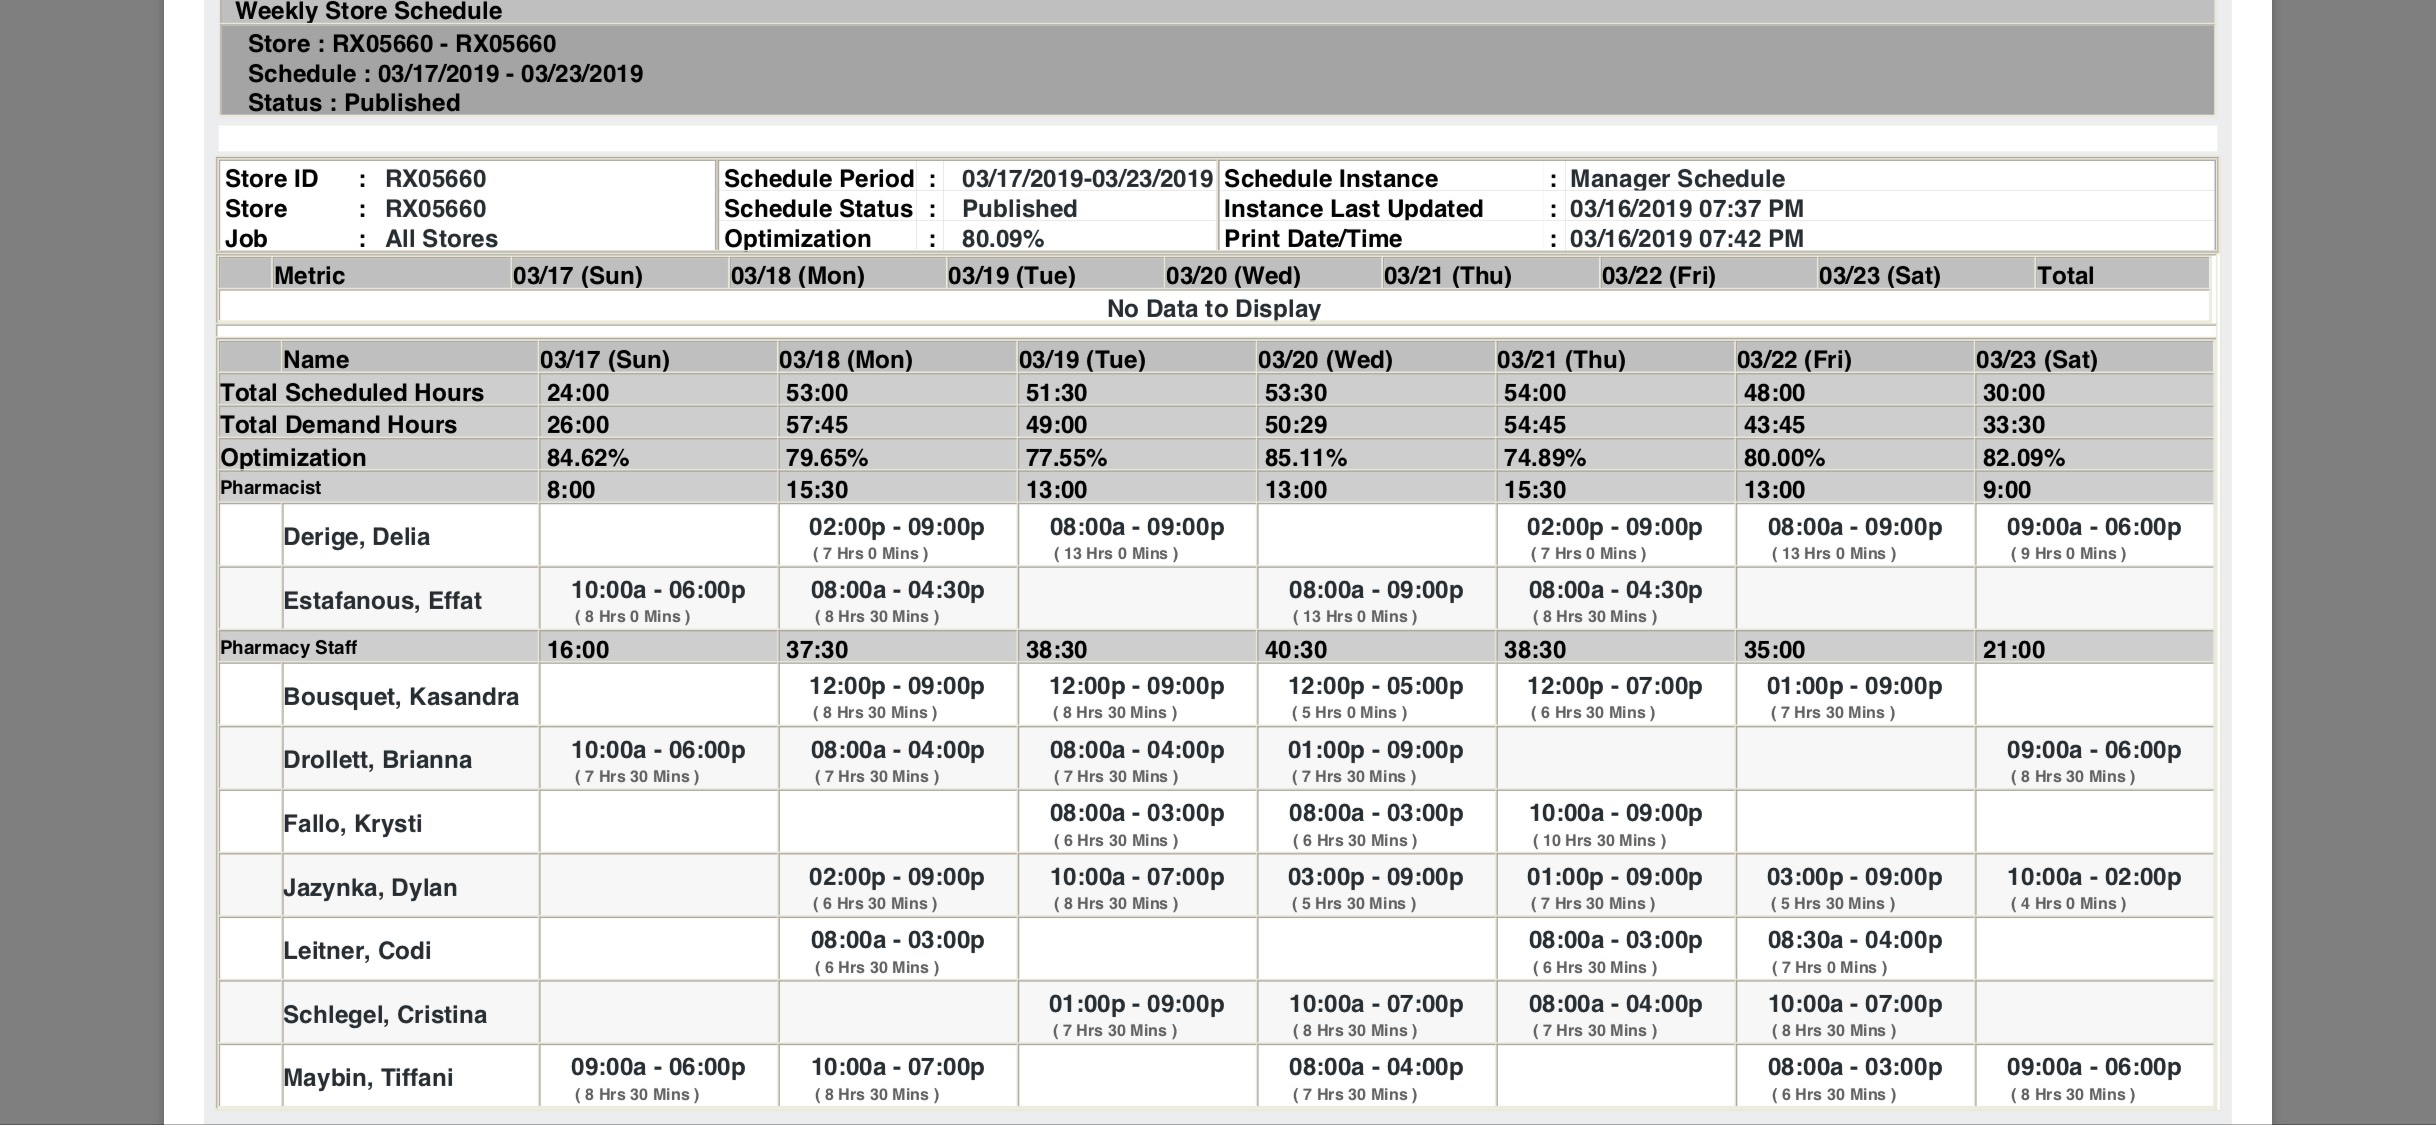 Weekly Store Schedule
Store : RX05660 - RX05660
Schedule : 03/17/2019 - 03/23/2019
Status : Published
Store ID : RX05660 Schedule Period : 03/17/2019-03/23/2019 Schedule Instance : Manager Schedule
Store : RX05660 Schedule Status : Published Instance Last Updated : 03/16/2019 07:37 PM
Job : All Stores Optimization : 80.09% Print Date/Time : 03/16/2019 07:42 PM
Metric 03/17 (Sun) 03/18 (Mon) 03/19 (Tue) 03/20 (Wed) 03/21 (Thu) 03/22 (Fri) 03/23 (Sat) Total
No Data to Display
Name 03/17 (Sun) 03/18 (Mon) 03/19 (Tue) 03/20 (Wed) 03/21 (Thu) 03/22 (Fri) 03/23 (Sat)
Total Scheduled Hours 24:00 53:00 51:30 53:30 54:00 48:00 30:00
Total Demand Hours 26:00 57:45 49:00 50:29 54:45 43:45 33:30
Optimization 84.62% 79.65% 77.55% 85.11% 74.89% 80.00% 82.09%
Pharmacist 8:00 15:30 13:00 13:00 15:30 13:00 9:00
Derige, Delia 02:00p - 09:00p 08:00a - 09:00p 02:00p - 09:00p 08:00a - 09:00p 09:00a - 06:00p
( 7 Hrs 0 Mins ) ( 13 Hrs 0 Mins ) ( 7 Hrs 0 Mins ) ( 13 Hrs 0 Mins ) ( 9 Hrs 0 Mins )
Estafanous, Effat 10:00a - 06:00p 08:00a - 04:30p 08:00a - 09:00p 08:00a - 04:30p
( 8 Hrs 0 Mins ) ( 8 Hrs 30 Mins ) ( 13 Hrs 0 Mins ) ( 8 Hrs 30 Mins )
Pharmacy Staff 16:00 37:30 38:30 40:30 38:30 35:00 21:00
Bousquet, Kasandra 12:00p - 09:00p 12:00p - 09:00p 12:00p - 05:00p 12:00p - 07:00p 01:00p - 09:00p
( 8 Hrs 30 Mins ) ( 8 Hrs 30 Mins ) ( 5 Hrs 0 Mins ) ( 6 Hrs 30 Mins ) ( 7 Hrs 30 Mins )
Drollett, Brianna 10:00a - 06:00p 08:00a - 04:00p 08:00a - 04:00p 01:00p - 09:00p 09:00a - 06:00p
( 7 Hrs 30 Mins ) ( 7 Hrs 30 Mins ) ( 7 Hrs 30 Mins ) ( 7 Hrs 30 Mins ) ( 8 Hrs 30 Mins )
Fallo, Krysti 08:00a - 03:00p 08:00a - 03:00p 10:00a - 09:00p
( 6 Hrs 30 Mins ) ( 6 Hrs 30 Mins ) ( 10 Hrs 30 Mins )
Jazynka, Dylan 02:00p - 09:00p 10:00a - 07:00p 03:00p - 09:00p 01:00p - 09:00p 03:00p - 09:00p 10:00a - 02:00p
( 6 Hrs 30 Mins ) ( 8 Hrs 30 Mins ) ( 5 Hrs 30 Mins ) ( 7 Hrs 30 Mins ) ( 5 Hrs 30 Mins ) ( 4 Hrs 0 Mins )
Leitner, Codi 08:00a - 03:00p 08:00a - 03:00p 08:30a - 04:00p
( 6 Hrs 30 Mins ) ( 6 Hrs 30 Mins ) ( 7 Hrs 0 Mins )
Schlegel, Cristina 01:00p - 09:00p 10:00a - 07:00p 08:00a - 04:00p 10:00a - 07:00p
( 7 Hrs 30 Mins ) ( 8 Hrs 30 Mins ) ( 7 Hrs 30 Mins ) ( 8 Hrs 30 Mins )
Maybin, Tiffani 09:00a - 06:00p 10:00a - 07:00p 08:00a - 04:00p 08:00a - 03:00p 09:00a - 06:00p
( 8 Hrs 30 Mins ) ( 8 Hrs 30 Mins ) ( 7 Hrs 30 Mins ) ( 6 Hrs 30 Mins ) ( 8 Hrs 30 Mins )